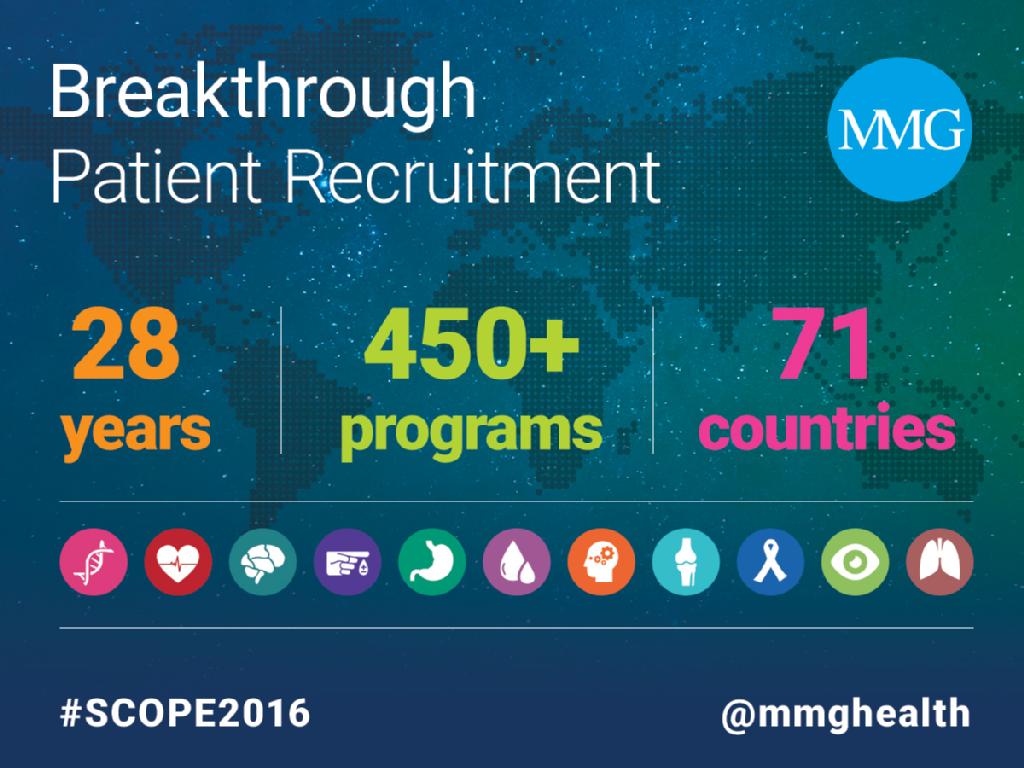 Breakthrough
Patient Recruitment
MMG
28
years
450+
programs
71
countries
#SCOPE2016
@mmghealth